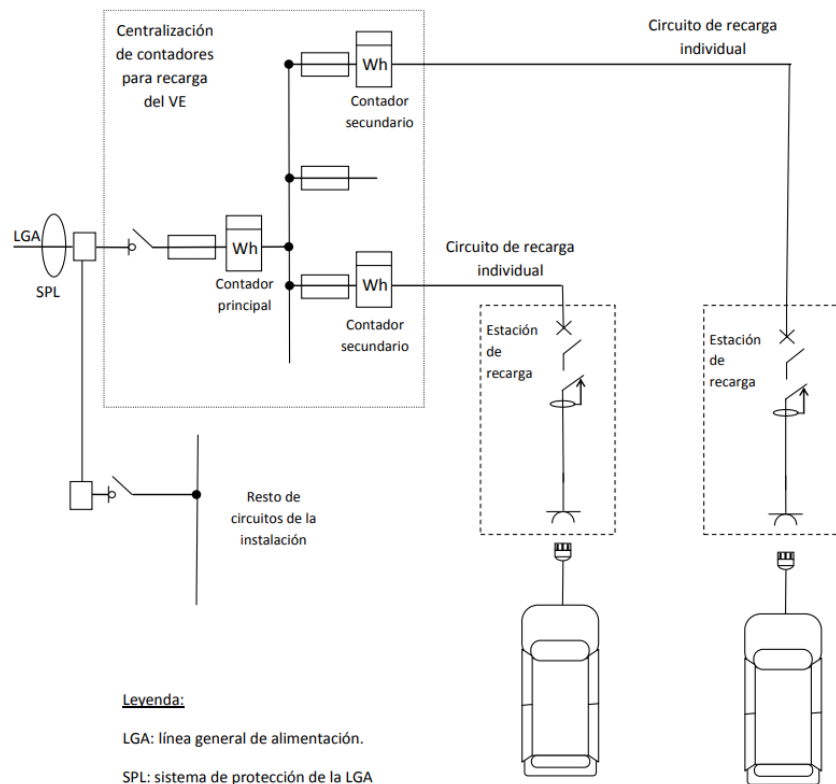 Centralización
de contadores
para recarga
del VE
Wh
Contador
secundario
Circuito de recarga
individual
LGA
SPL
Wh
Contador
principal
Wh
Contador
secundario
Circuito de recarga
individual
Estación
de
recarga
Estación
de
recarga
Resto de
circuitos de la
instalación
Leyenda:
LGA: línea general de alimentación.
SPL: sistema de protección de la LGA